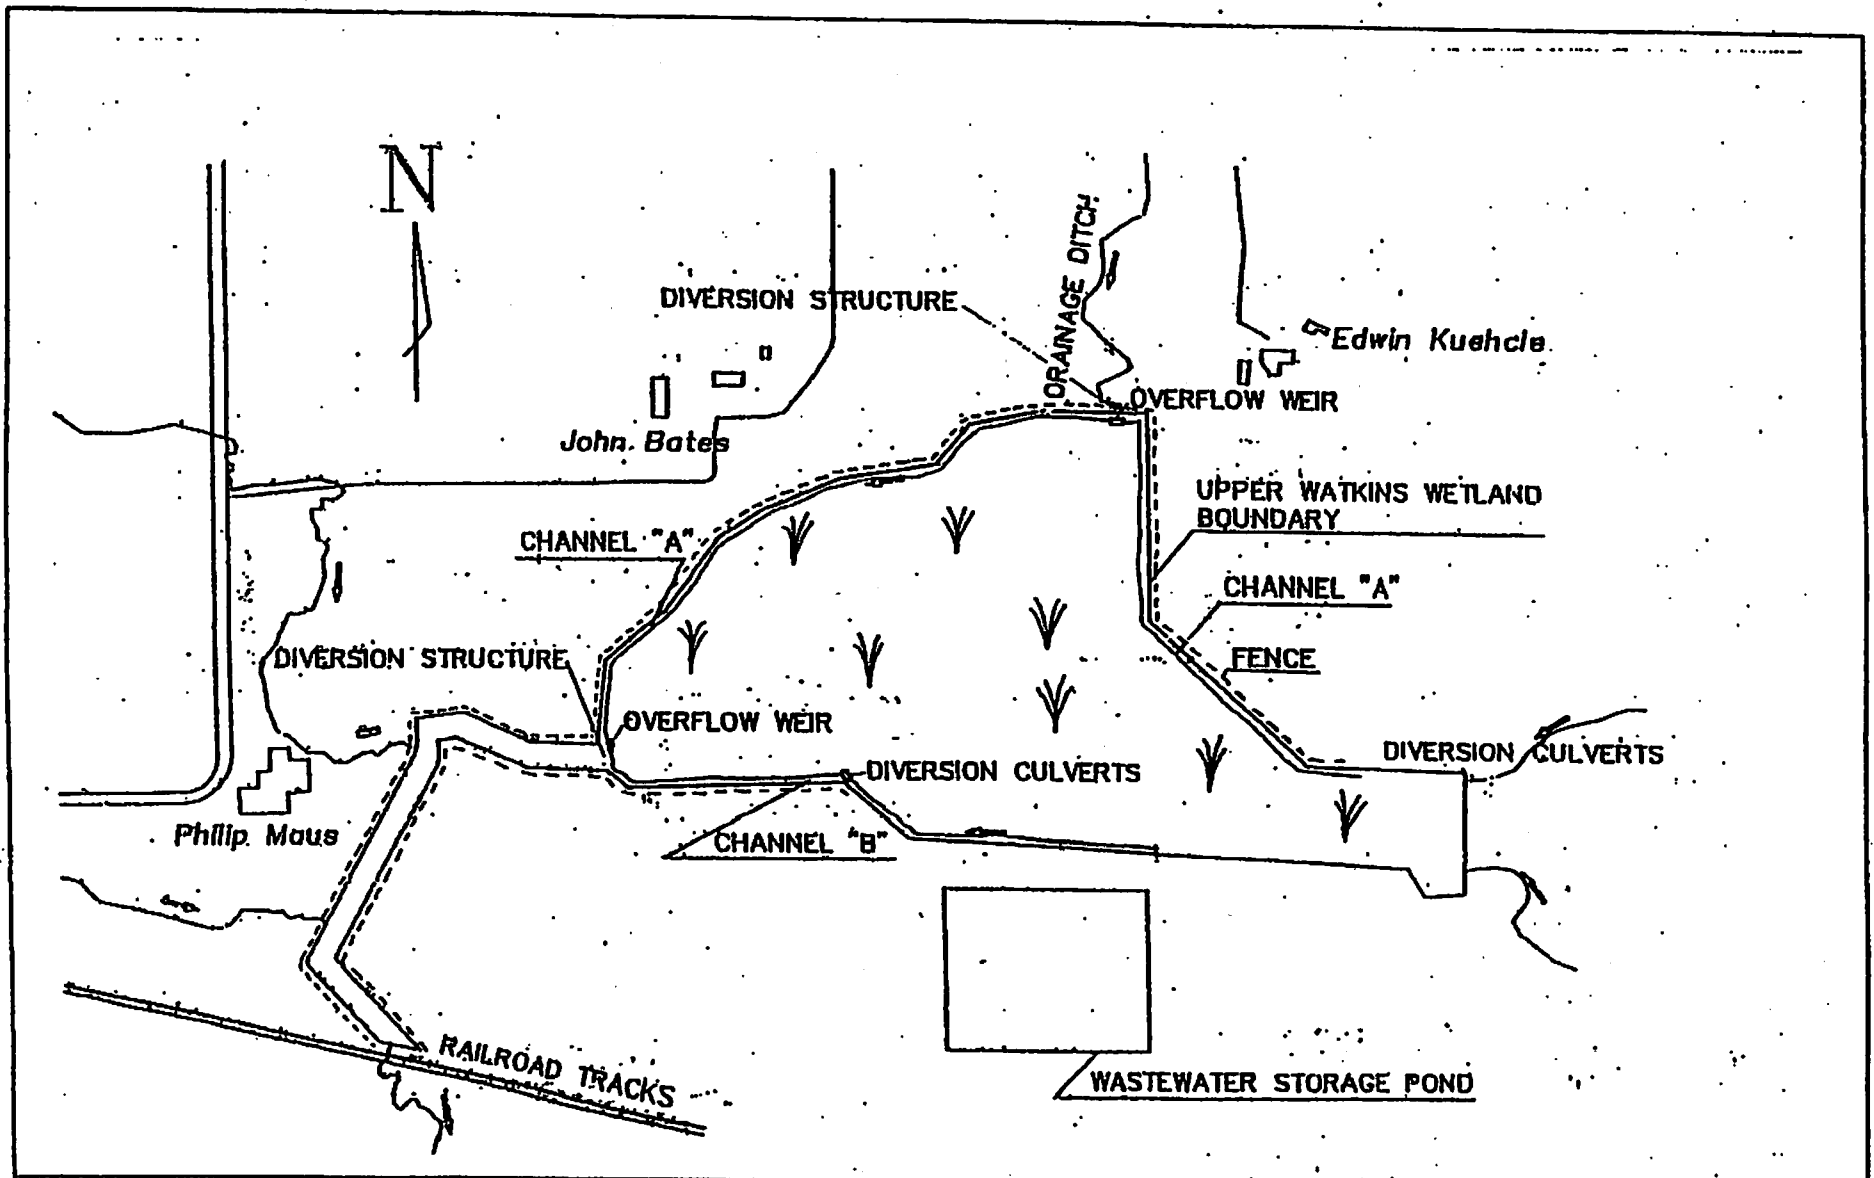 N
DRAINAGE DITCH
DIVERSION STRUCTURE
Edwin Kuehcle
OVERFLOW WEIR
John Bates
UPPER WATKINS WETLAND
BOUNDARY
CHANNEL "A"
CHANNEL "A"
FENCE
DIVERSION STRUCTURE
OVERFLOW WEIR
DIVERSION CULVERTS
DIVERSION CULVERTS
Philip Maus
CHANNEL "B"
RAILROAD TRACKS
WASTEWATER STORAGE POND